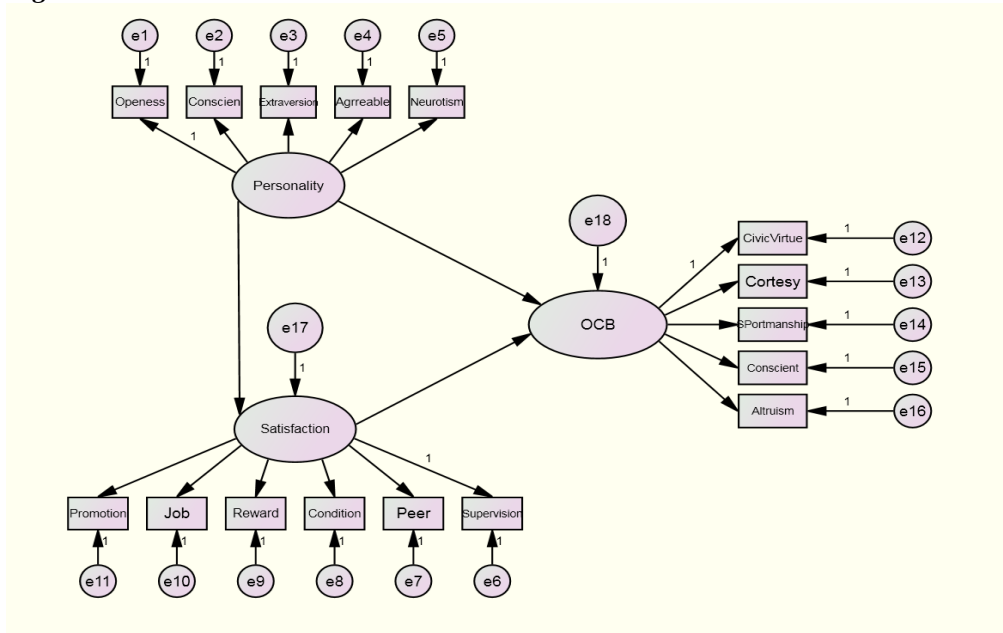 e1
e2
e3
e4
e5
1
1
1
1
1
Openess
Conscien
Extraversion
Agrreable
Neurotism
1
Personality
e18
1
CivicVirtue
1
e12
1
Cortesy
1
e13
SPortmanship
1
e14
OCB
Conscient
1
e15
Altruism
1
e16
e17
1
Satisfaction
1
Promotion
Job
Reward
Condition
Peer
Supervision
1
1
1
1
1
1
e11
e10
e9
e8
e7
e6